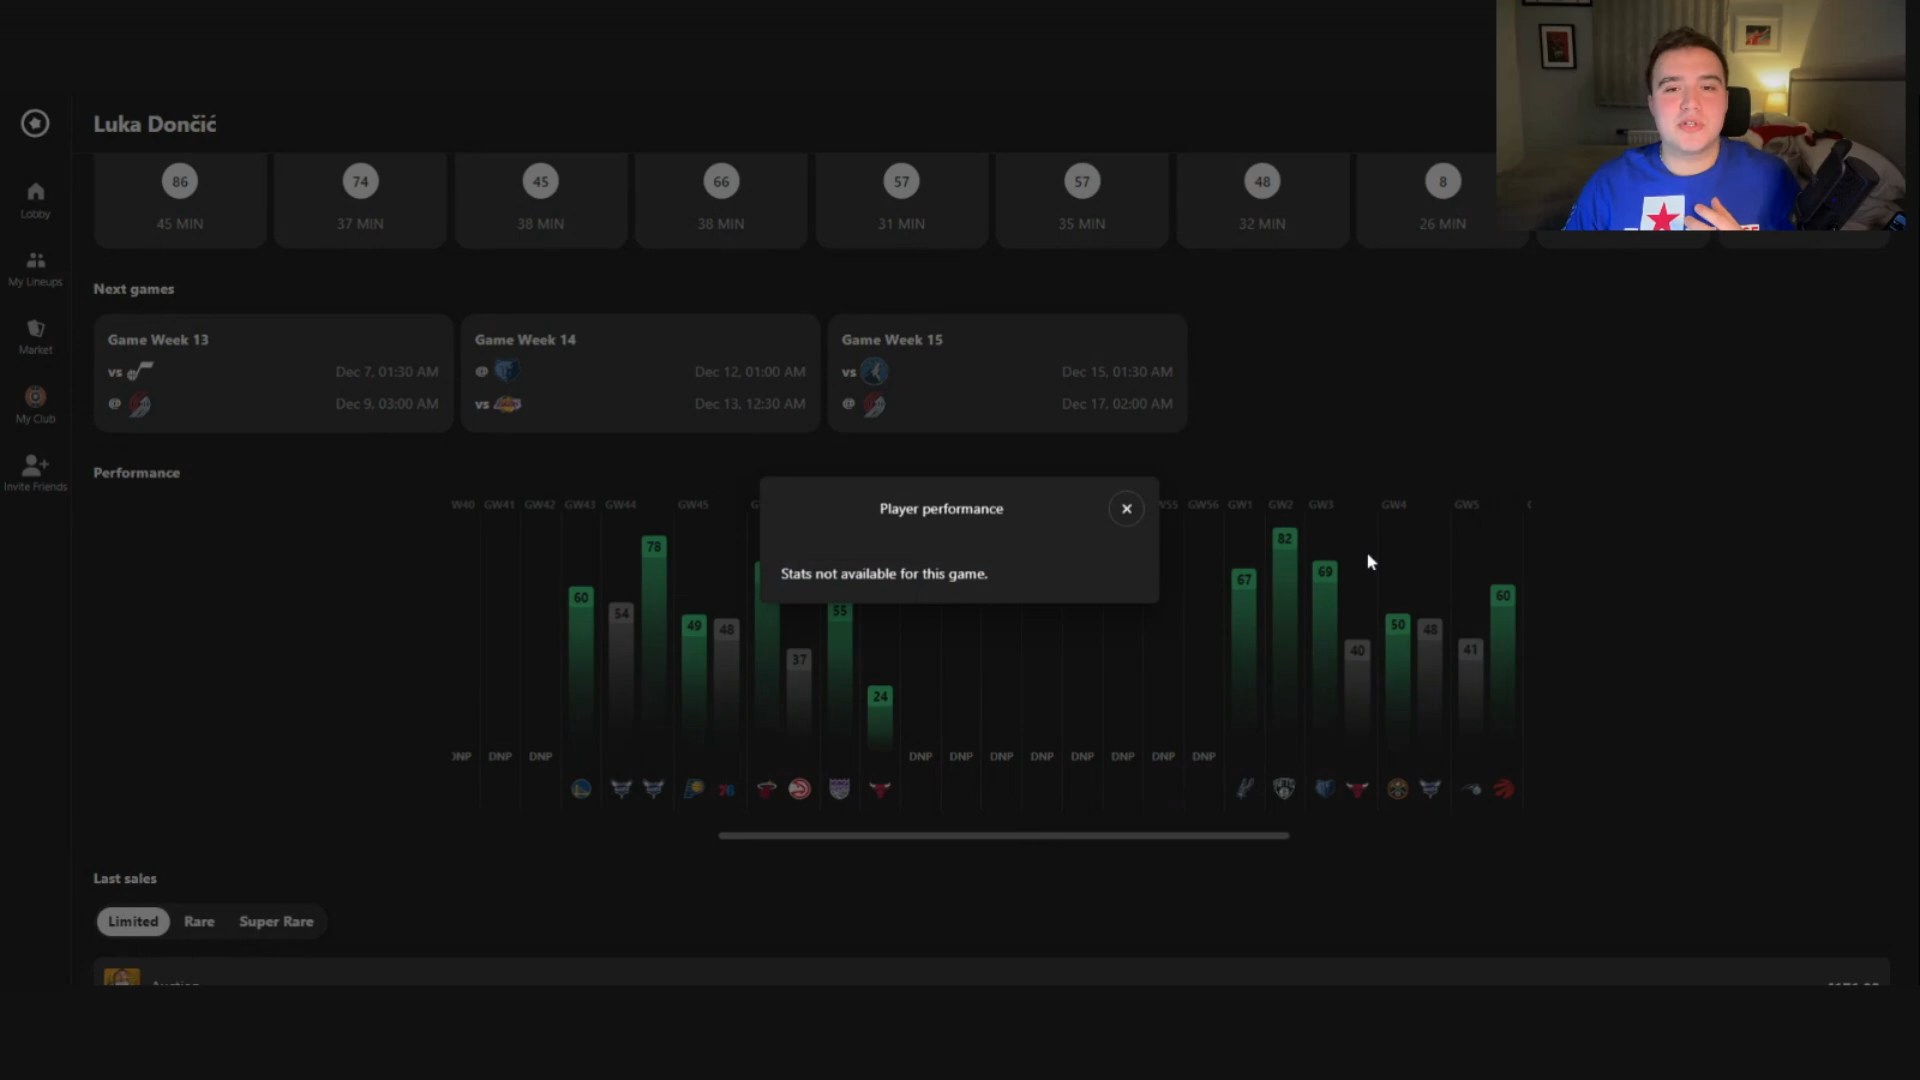 Luka Dončić
86 74 45 66 57 57 48 8
45 MIN 37 MIN 38 MIN 38 MIN 31 MIN 35 MIN 32 MIN 26 MIN
Lobby
My Lineups
Market
My Club
Invite Friends
Next games
Game Week 13
vs Dec 7, 01:30 AM
@ Dec 9, 03:00 AM
Game Week 14
@ Dec 12, 01:00 AM
vs Dec 13, 12:30 AM
Game Week 15
vs Dec 15, 01:30 AM
@ Dec 17, 02:00 AM
Performance
W40 GW41 GW42 GW43 GW44 GW45 GW56 GW1 GW2 GW3 GW4 GW5
Player performance
Stats not available for this game.
60 54 78 49 48 37 55 24 67 82 69 40 50 48 41 60
DNP DNP DNP DNP DNP DNP DNP DNP DNP DNP
76
Last sales
Limited Rare Super Rare